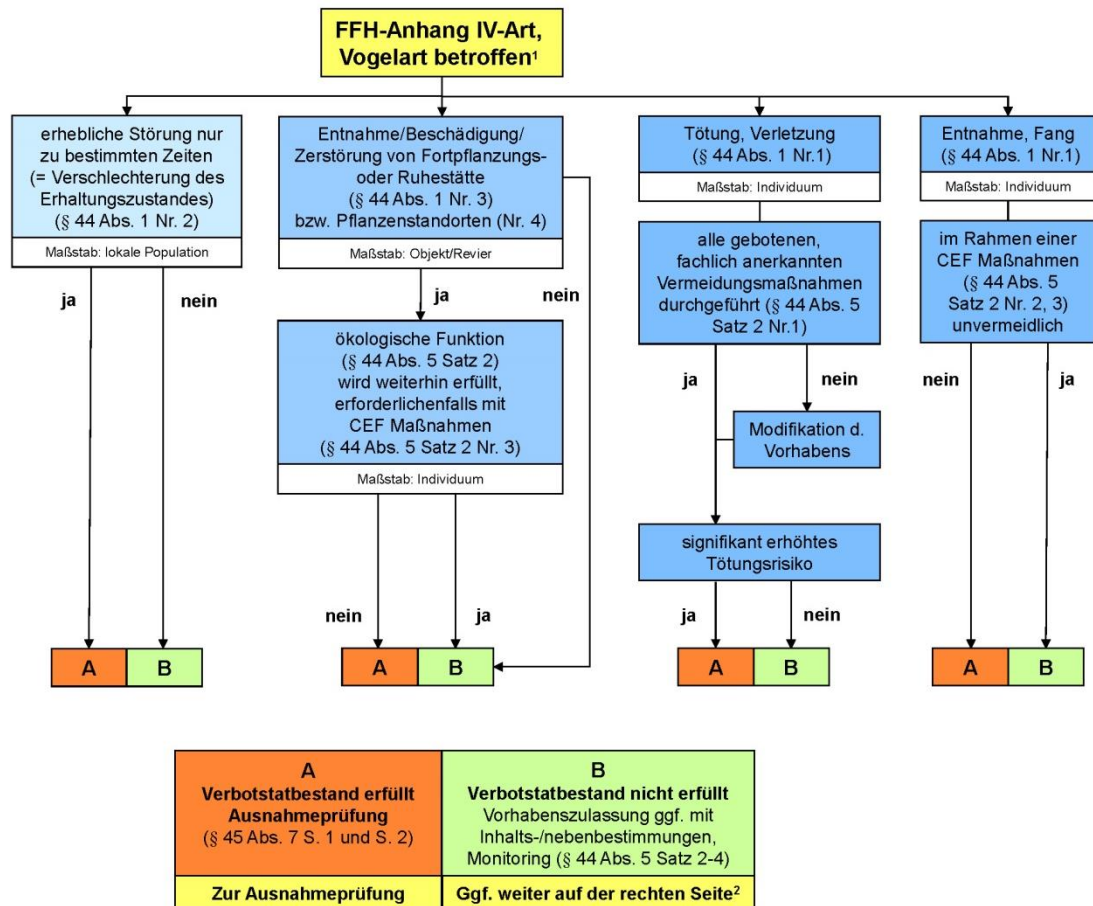 FFH-Anhang IV-Art,
Vogelart betroffen¹
erhebliche Störung nur
zu bestimmten Zeiten
(= Verschlechterung des
Erhaltungszustandes)
(§ 44 Abs. 1 Nr. 2)
Maßstab: lokale Population
ja
nein
A
B
Entnahme/Beschädigung/
Zerstörung von Fortpflanzungs-
oder Ruhestätte
(§ 44 Abs. 1 Nr. 3)
bzw. Pflanzenstandorten (Nr. 4)
Maßstab: Objekt/Revier
ja
nein
ökologische Funktion
(§ 44 Abs. 5 Satz 2)
wird weiterhin erfüllt,
erforderlichenfalls mit
CEF Maßnahmen
(§ 44 Abs. 5 Satz 2 Nr. 3)
Maßstab: Individuum
nein
ja
A
B
Tötung, Verletzung
(§ 44 Abs. 1 Nr.1)
Maßstab: Individuum
alle gebotenen,
fachlich anerkannten
Vermeidungsmaßnahmen
durchgeführt (§ 44 Abs. 5
Satz 2 Nr.1)
ja
nein
Modifikation d.
Vorhabens
signifikant erhöhtes
Tötungsrisiko
ja
nein
A
B
Entnahme, Fang
(§ 44 Abs. 1 Nr.1)
Maßstab: Individuum
im Rahmen einer
CEF Maßnahmen
(§ 44 Abs. 5
Satz 2 Nr. 2, 3)
unvermeidlich
nein
ja
A
B
A
Verbotstatbestand erfüllt
Ausnahmeprüfung
(§ 45 Abs. 7 S. 1 und S. 2)
Zur Ausnahmeprüfung
B
Verbotstatbestand nicht erfüllt
Vorhabenszulassung ggf. mit
Inhalts-/nebenbestimmungen,
Monitoring (§ 44 Abs. 5 Satz 2-4)
Ggf. weiter auf der rechten Seite²